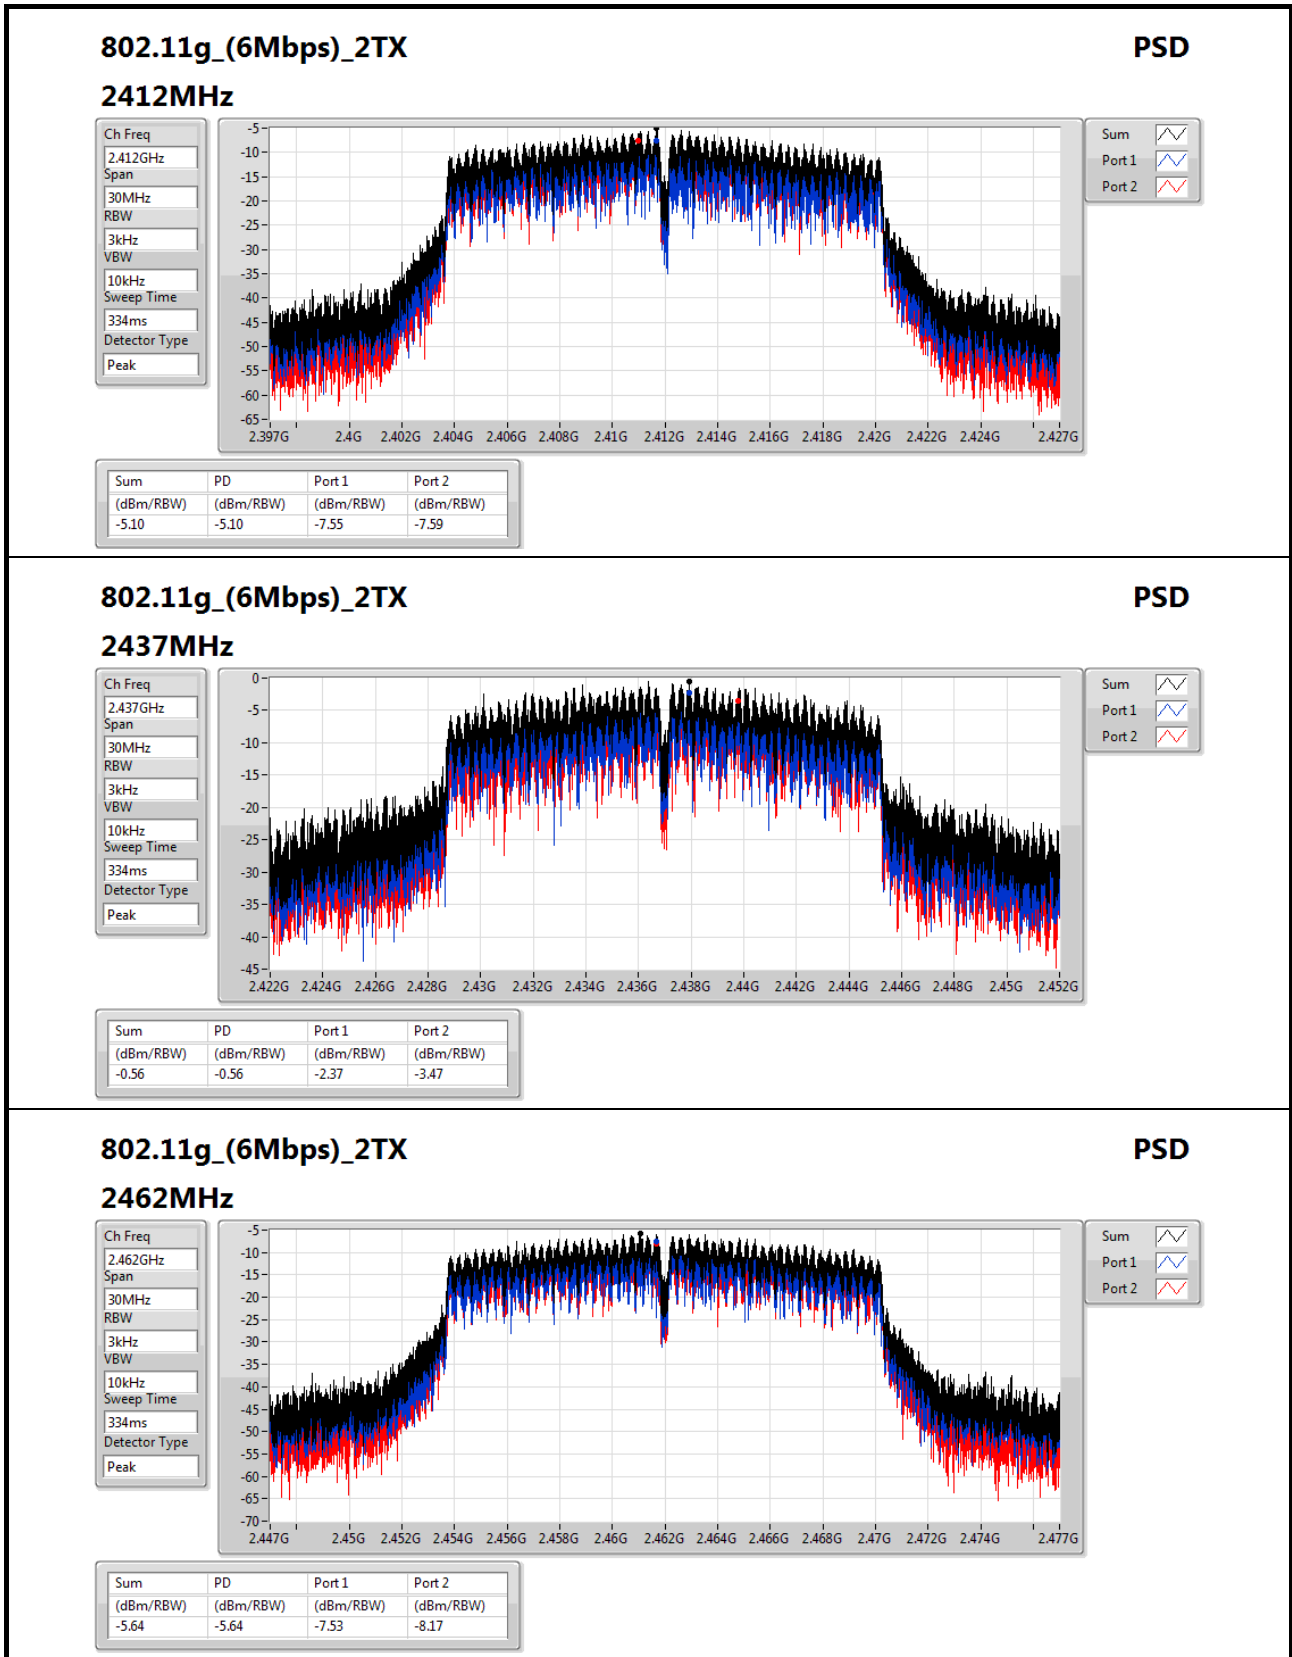 802.11g_(6Mbps)_2TX PSD
2412MHz
Ch Freq
2.412GHz
Span
30MHz
RBW
3kHz
VBW
10kHz
Sweep Time
334ms
Detector Type
Peak
-5
-10
-15
-20
-25
-30
-35
-40
-45
-50
-55
-60
-65
2.397G 2.4G 2.402G 2.404G 2.406G 2.408G 2.41G 2.412G 2.414G 2.416G 2.418G 2.42G 2.422G 2.424G 2.427G
Sum
Port 1
Port 2
Sum PD Port 1 Port 2
(dBm/RBW) (dBm/RBW) (dBm/RBW) (dBm/RBW)
-5.10 -5.10 -7.55 -7.59
802.11g_(6Mbps)_2TX PSD
2437MHz
Ch Freq
2.437GHz
Span
30MHz
RBW
3kHz
VBW
10kHz
Sweep Time
334ms
Detector Type
Peak
0
-5
-10
-15
-20
-25
-30
-35
-40
-45
2.422G 2.424G 2.426G 2.428G 2.43G 2.432G 2.434G 2.436G 2.438G 2.44G 2.442G 2.444G 2.446G 2.448G 2.45G 2.452G
Sum
Port 1
Port 2
Sum PD Port 1 Port 2
(dBm/RBW) (dBm/RBW) (dBm/RBW) (dBm/RBW)
-0.56 -0.56 -2.37 -3.47
802.11g_(6Mbps)_2TX PSD
2462MHz
Ch Freq
2.462GHz
Span
30MHz
RBW
3kHz
VBW
10kHz
Sweep Time
334ms
Detector Type
Peak
-5
-10
-15
-20
-25
-30
-35
-40
-45
-50
-55
-60
-65
-70
2.447G 2.45G 2.452G 2.454G 2.456G 2.458G 2.46G 2.462G 2.464G 2.466G 2.468G 2.47G 2.472G 2.474G 2.477G
Sum
Port 1
Port 2
Sum PD Port 1 Port 2
(dBm/RBW) (dBm/RBW) (dBm/RBW) (dBm/RBW)
-5.64 -5.64 -7.53 -8.17